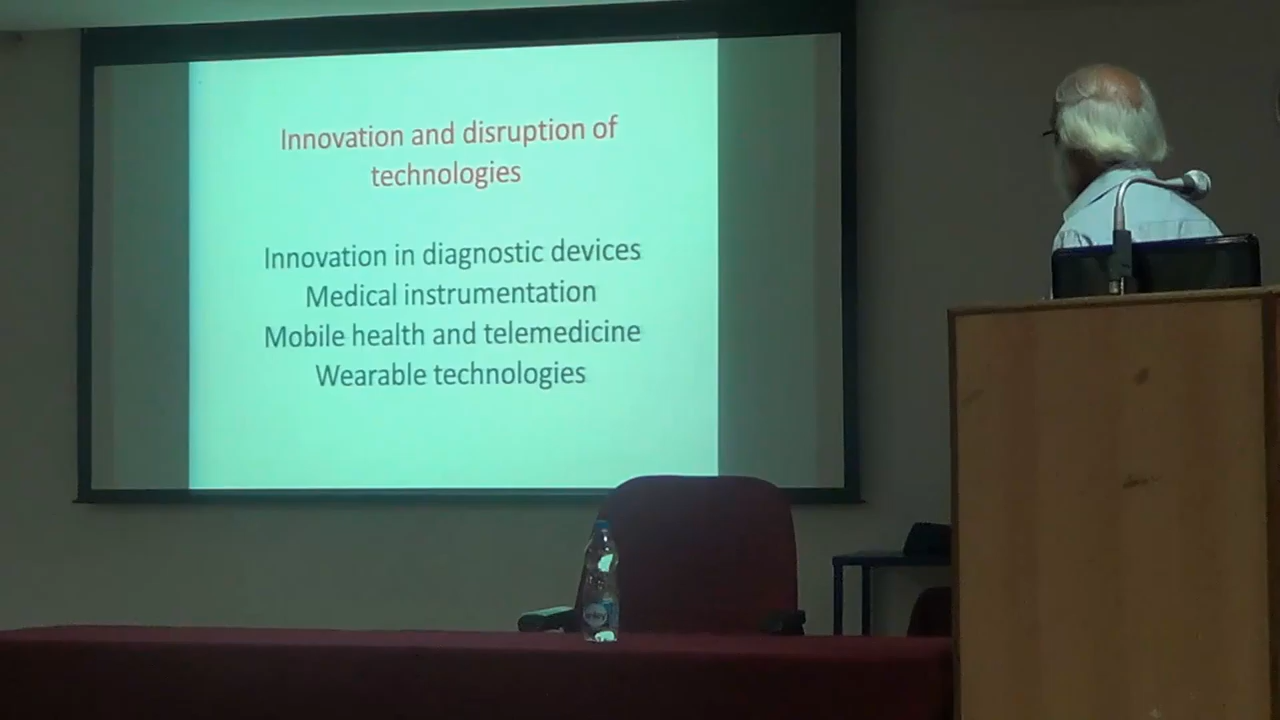 Innovation and disruption of
technologies
Innovation in diagnostic devices
Medical instrumentation
Mobile health and telemedicine
Wearable technologies